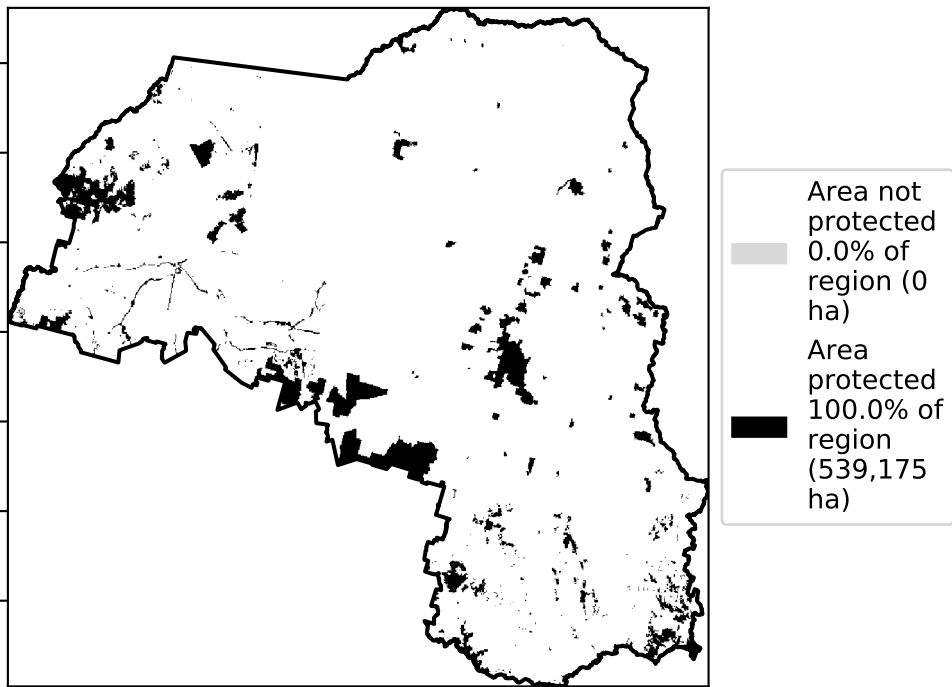 Area not
protected
0.0% of
region (0
ha)
Area
protected
100.0% of
region
(539,175
ha)